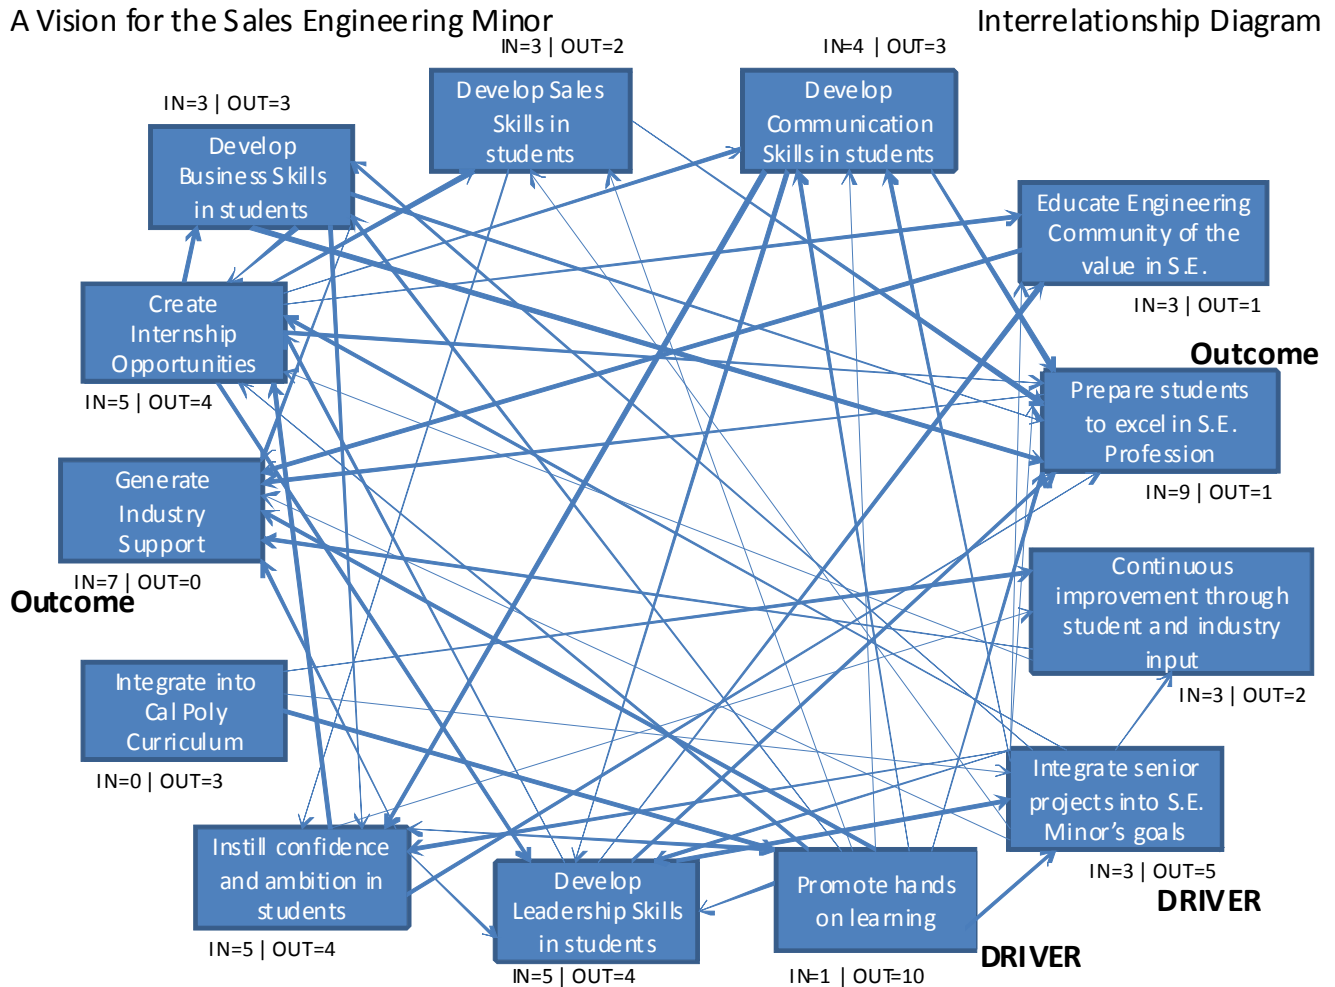 A Vision for the Sales Engineering Minor
Interrelationship Diagram
IN=3 | OUT=2
Develop Sales
Skills in
students
IN=4 | OUT=3
Develop
Communication
Skills in students
IN=3 | OUT=3
Develop
Business Skills
in students
Educate Engineering
Community of the
value in S.E.
IN=3 | OUT=1
Create
Internship
Opportunities
IN=5 | OUT=4
Outcome
Prepare students
to excel in S.E.
Profession
IN=9 | OUT=1
Generate
Industry
Support
IN=7 | OUT=0
Outcome
Continuous
improvement through
student and industry
input
IN=3 | OUT=2
Integrate into
Cal Poly
Curriculum
IN=0 | OUT=3
Integrate senior
projects into S.E.
Minor’s goals
IN=3 | OUT=5
DRIVER
Instill confidence
and ambition in
students
IN=5 | OUT=4
Develop
Leadership Skills
in students
IN=5 | OUT=4
Promote hands
on learning
IN=1 | OUT=10
DRIVER